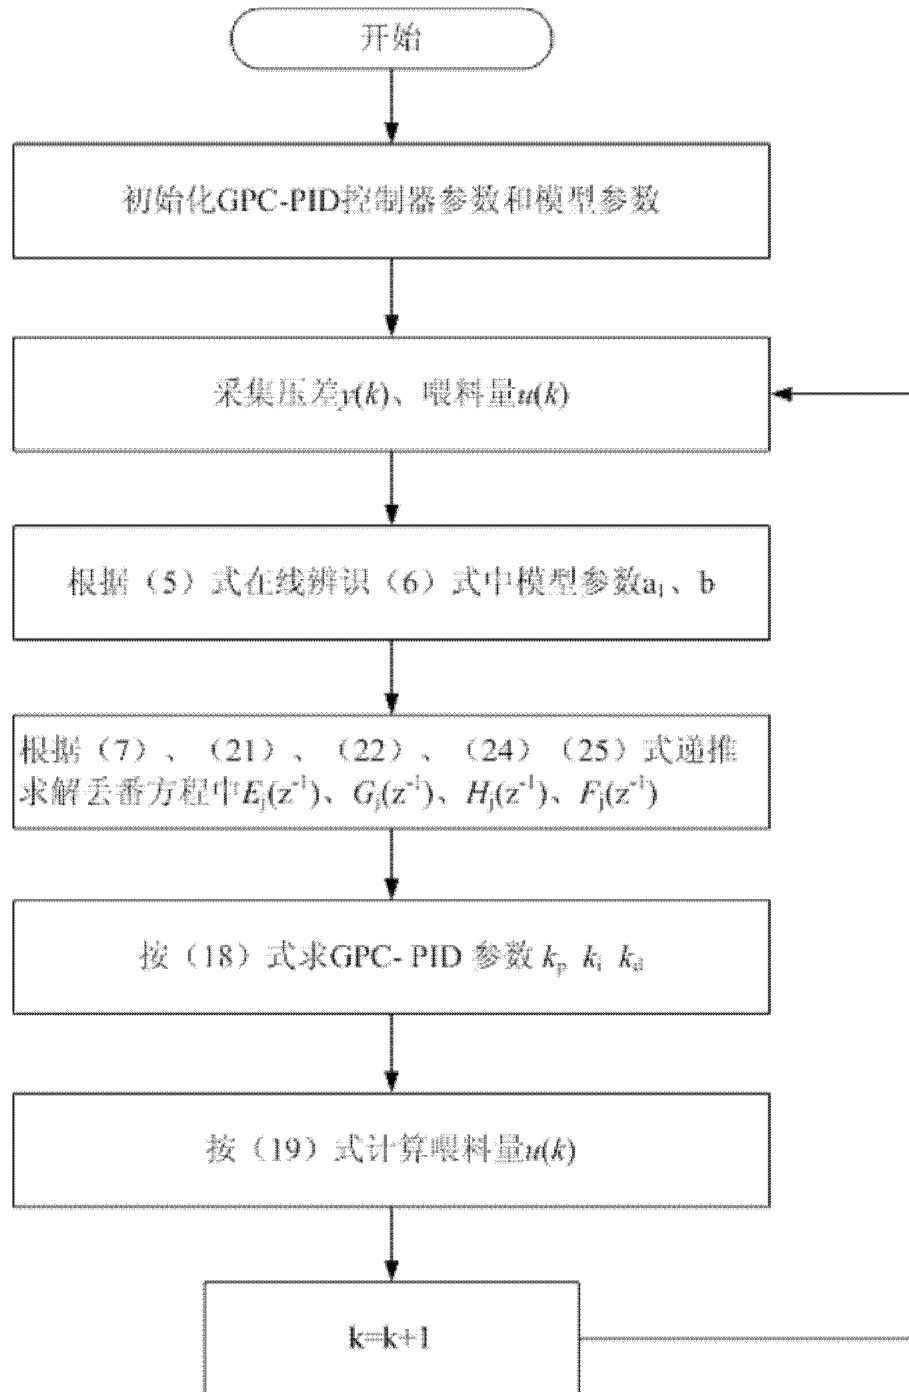 开始
初始化GPC-PID控制器参数和模型参数
采集压差y(k)、喂料量u(k)
根据（5）式在线辨识（6）式中模型参数aᵢ、b
根据（7）、（21）、（22）、（24）（25）式递推
求解丢番方程中Eⱼ(z⁻¹)、Gⱼ(z⁻¹)、Hⱼ(z⁻¹)、Fⱼ(z⁻¹)
按（18）式求GPC- PID 参数 kₚ kᵢ k_d
按（19）式计算喂料量u(k)
k=k+1